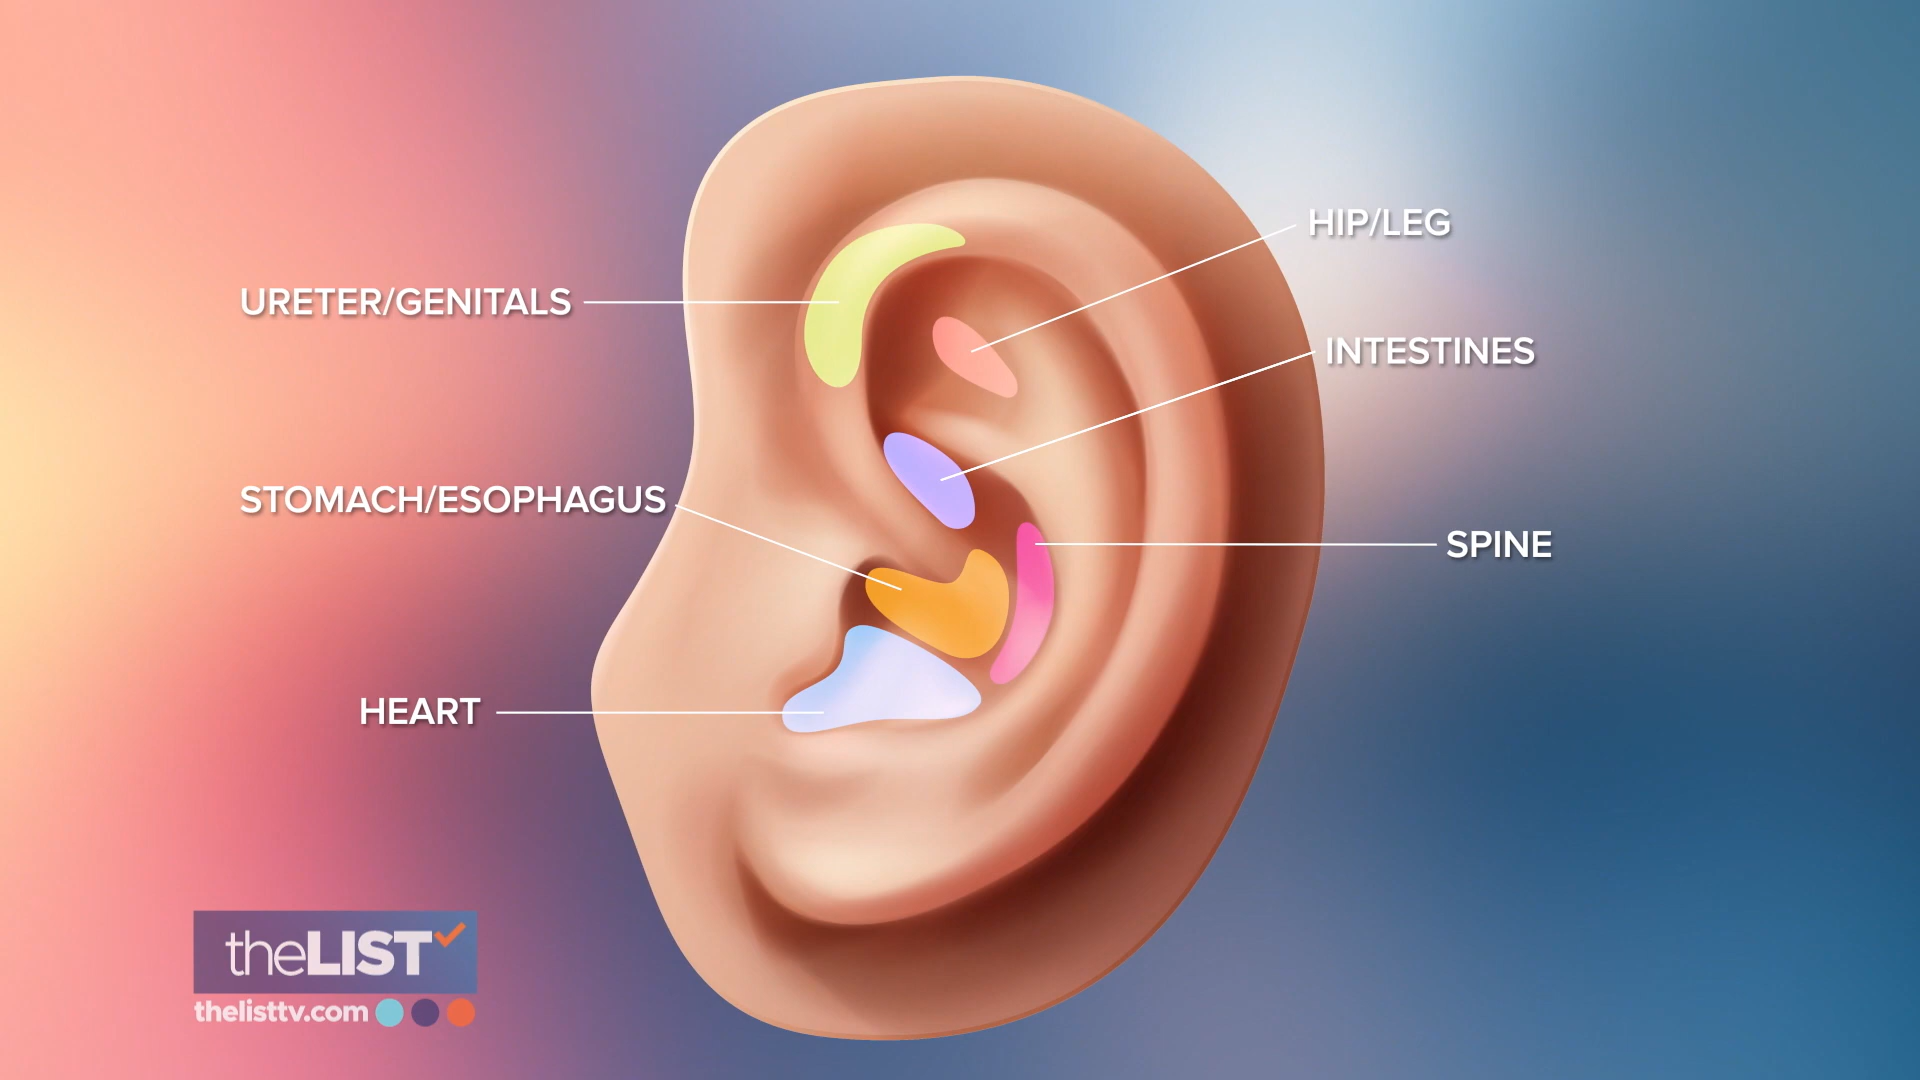 HIP/LEG
URETER/GENITALS
INTESTINES
STOMACH/ESOPHAGUS
SPINE
HEART
theLIST
thelisttv.com